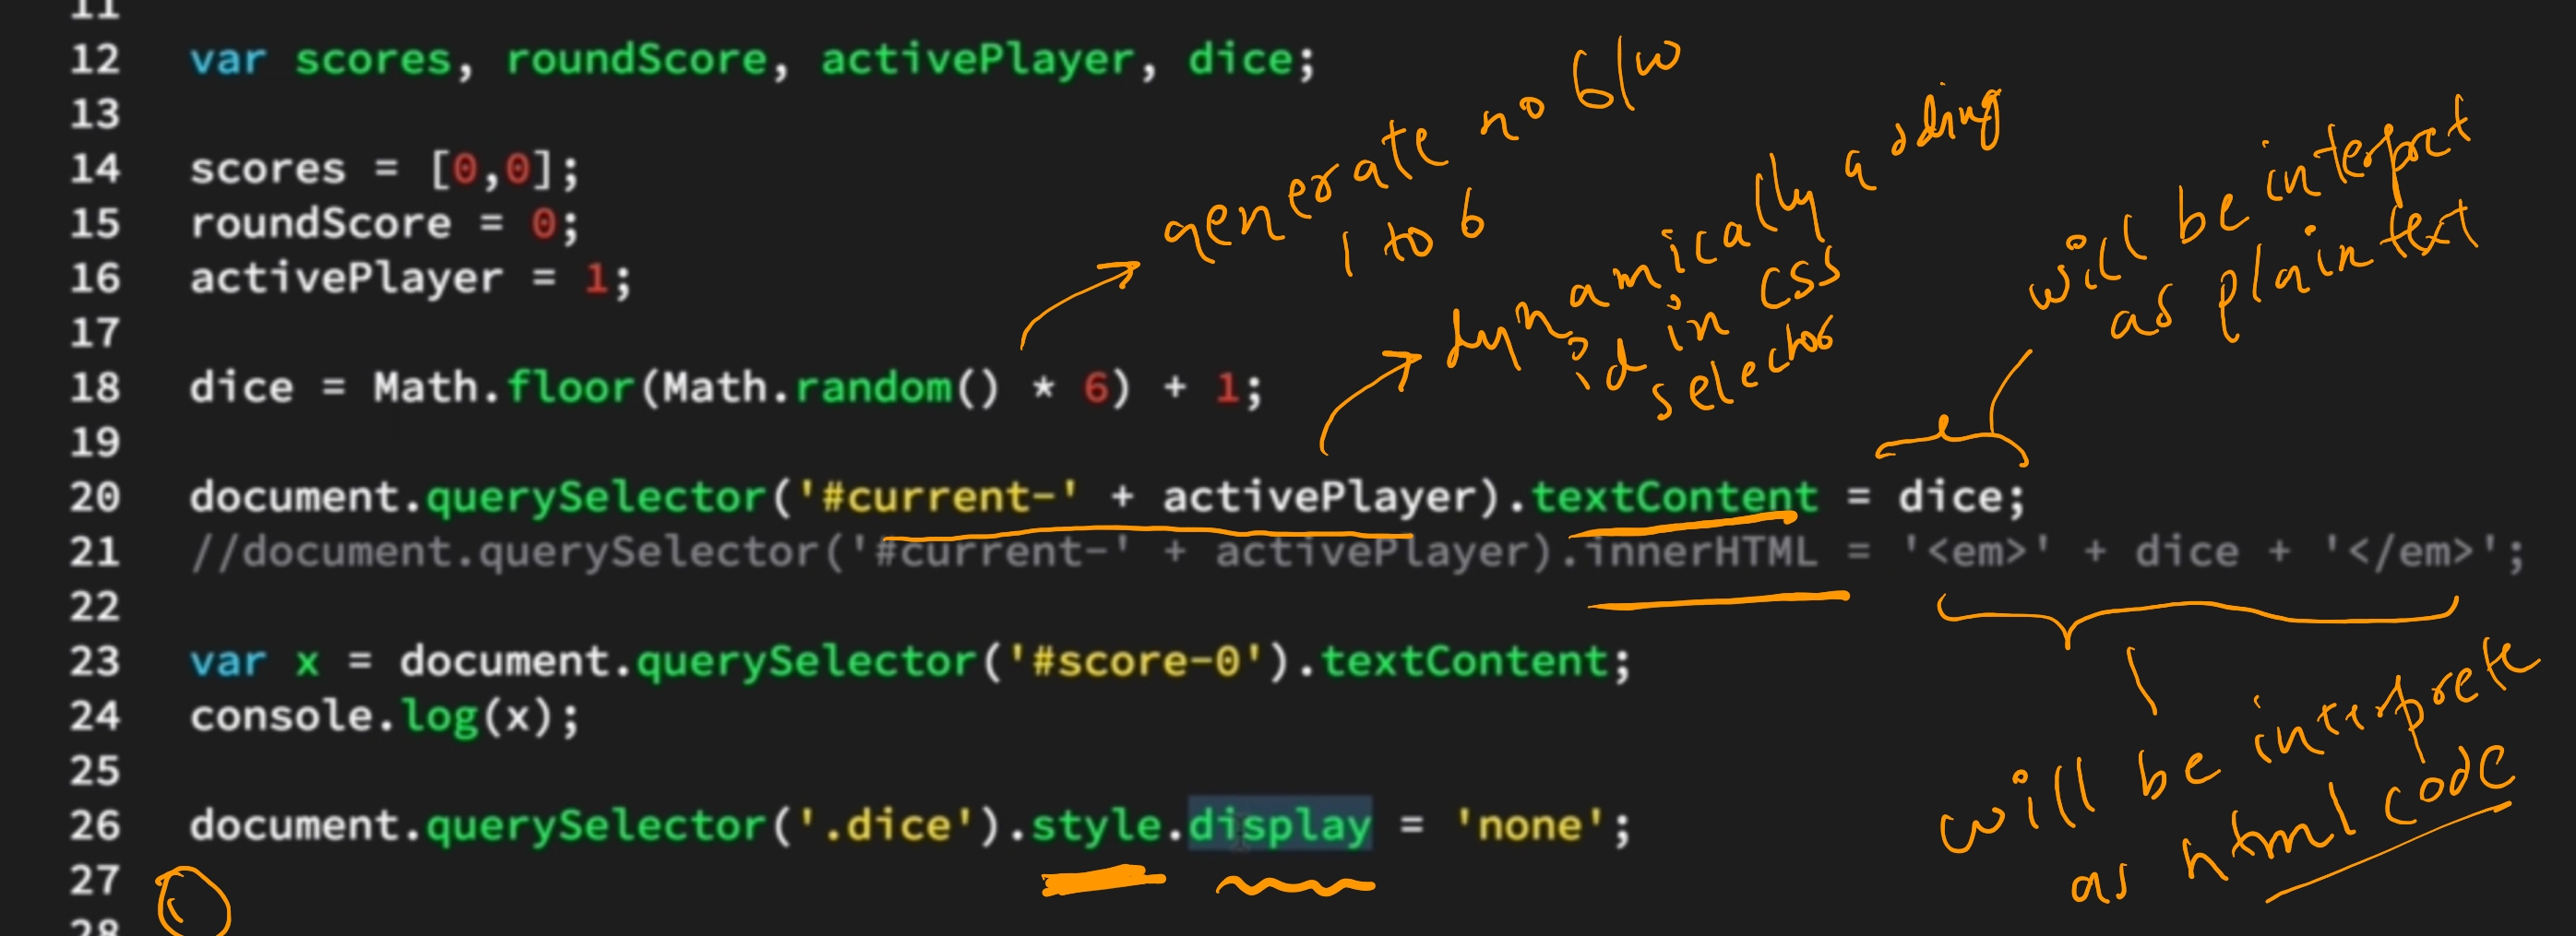 11
12 var scores, roundScore, activePlayer, dice;
13
14 scores = [0,0];
15 roundScore = 0;
16 activePlayer = 1;
17
18 dice = Math.floor(Math.random() * 6) + 1;
19
20 document.querySelector('#current-' + activePlayer).textContent = dice;
21 //document.querySelector('#current-' + activePlayer).innerHTML = '<em>' + dice + '</em>';
22
23 var x = document.querySelector('#score-0').textContent;
24 console.log(x);
25
26 document.querySelector('.dice').style.display = 'none';
27
28
generate no b/w
1 to 6
dynamically adding
id in css
selector
will be interpret
as plain text
will be interprete
as html code
1